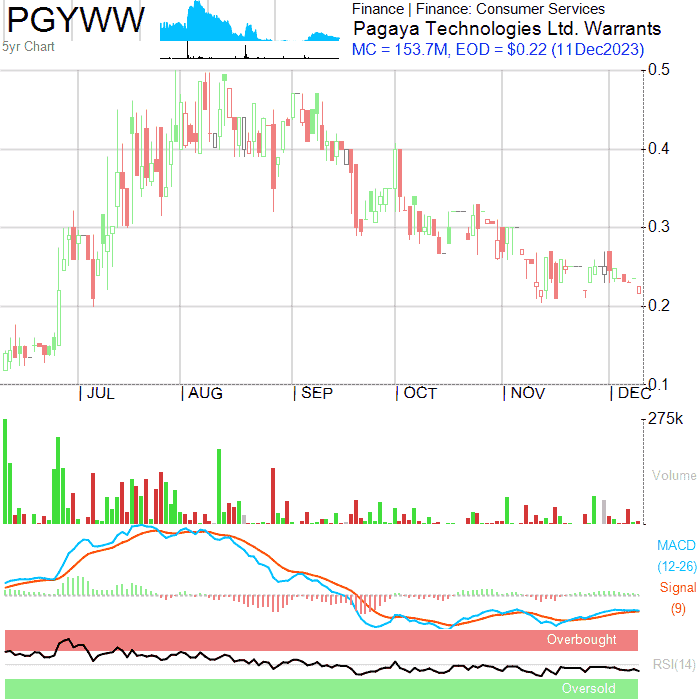 PGYWW
5yr Chart
Finance | Finance: Consumer Services
Pagaya Technologies Ltd. Warrants
MC = 153.7M, EOD = $0.22 (11Dec2023)
0.5
0.4
0.3
0.2
0.1
| JUL | AUG | SEP | OCT | NOV | DEC
275k
Volume
MACD
(12-26)
Signal
(9)
Overbought
RSI(14)
Oversold